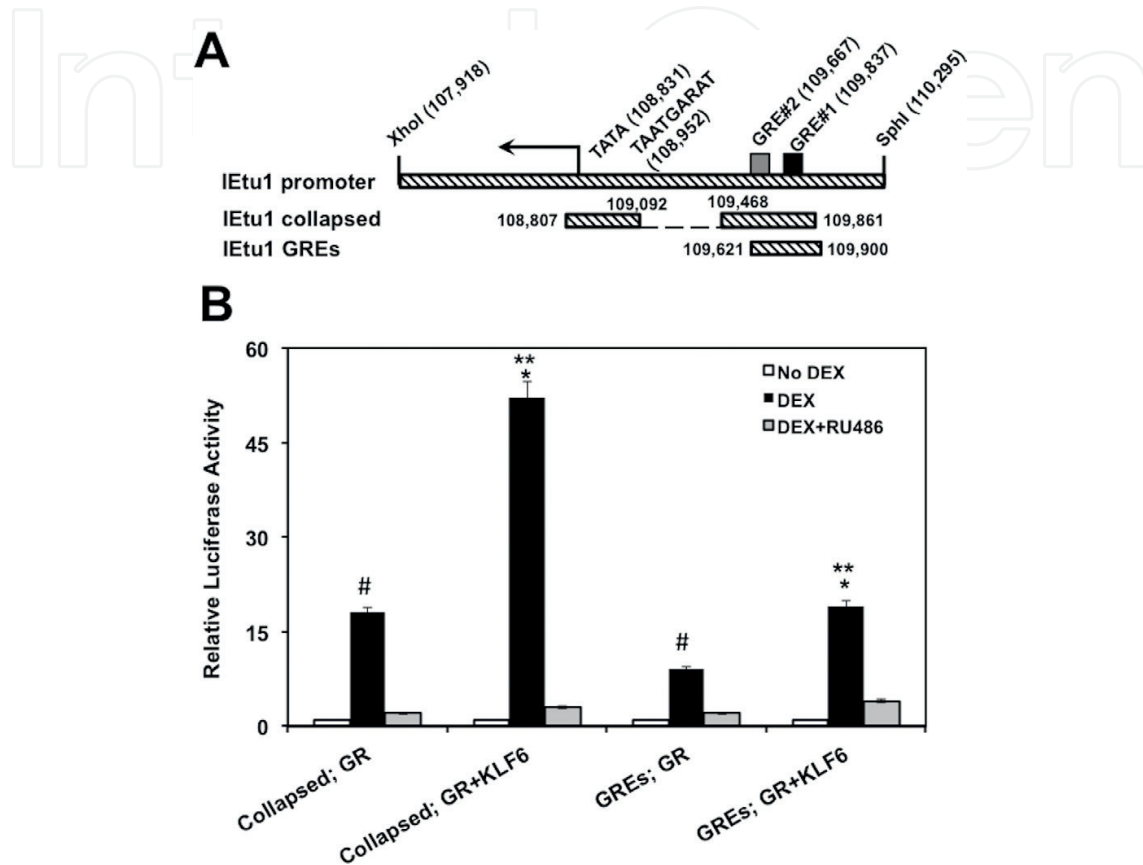 A
XhoI (107,918)
TATA (108,831)
TAATGARAT
(108,952)
GRE#2 (109,667)
GRE#1 (109,837)
SphI (110,295)
IEtu1 promoter
IEtu1 collapsed
108,807
109,092
109,468
109,861
IEtu1 GREs
109,621
109,900
B
Relative Luciferase Activity
60
45
30
15
0
No DEX
DEX
DEX+RU486
#
**
*
#
**
*
Collapsed; GR
Collapsed; GR+KLF6
GREs; GR
GREs; GR+KLF6